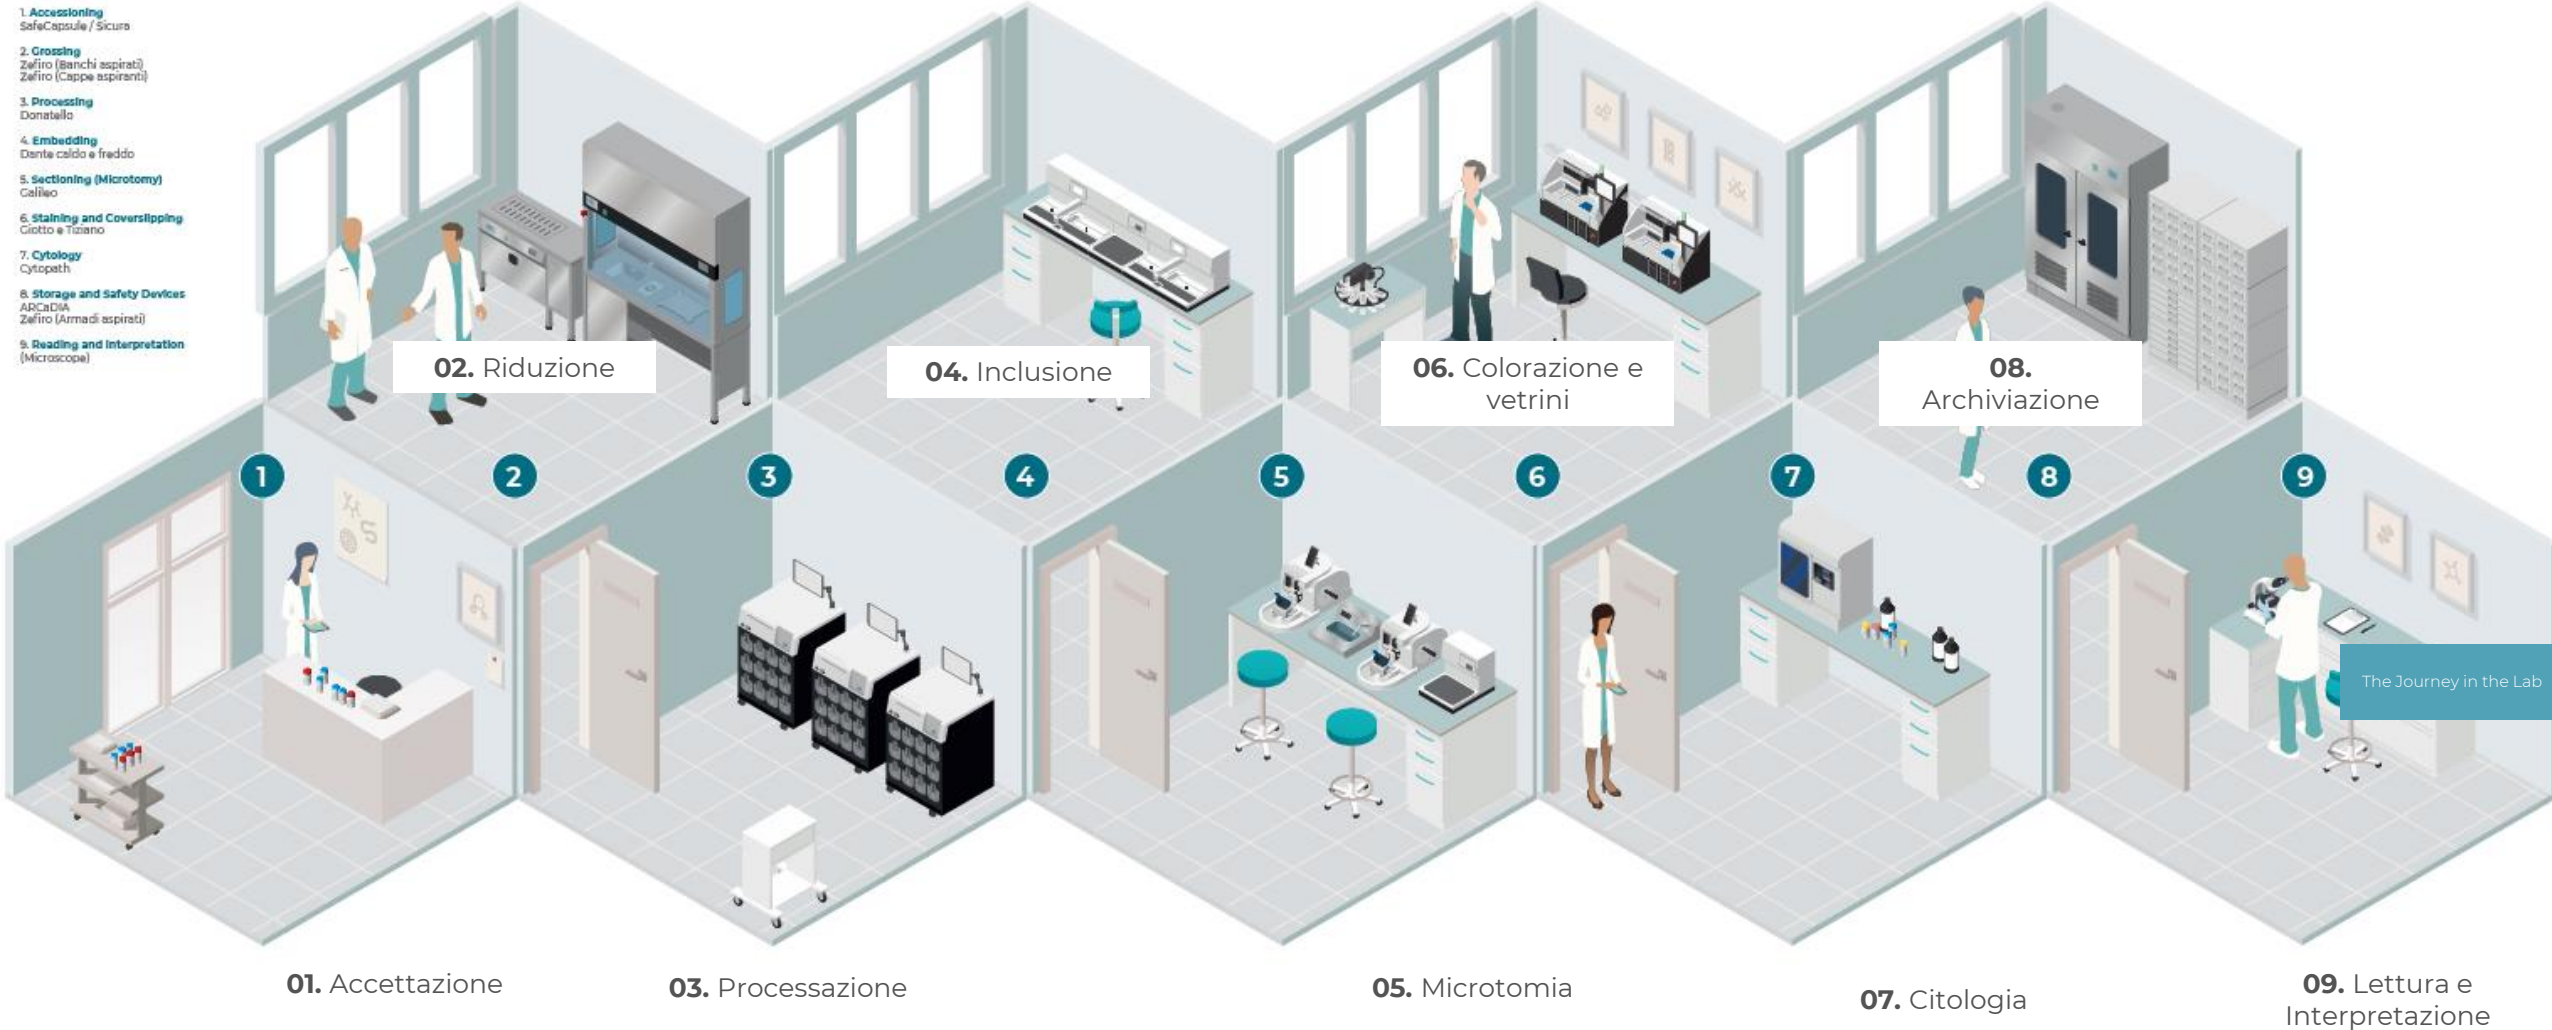 1. Accessioning
SafeCapsule / Sicura
2. Grossing
Zefiro (Banchi aspirati)
Zefiro (Cappe aspiranti)
3. Processing
Donatello
4. Embedding
Dante caldo e freddo
5. Sectioning (Microtomy)
Galileo
6. Staining and Coverslipping
Giotto e Tiziano
7. Cytology
Cytopath
8. Storage and Safety Devices
ARCaDIA
Zefiro (Armadi aspirati)
9. Reading and Interpretation
(Microscope)
02. Riduzione
04. Inclusione
06. Colorazione e
vetrini
08.
Archiviazione
1
2
3
4
5
6
7
8
9
The Journey in the Lab
01. Accettazione
03. Processazione
05. Microtomia
07. Citologia
09. Lettura e
Interpretazione